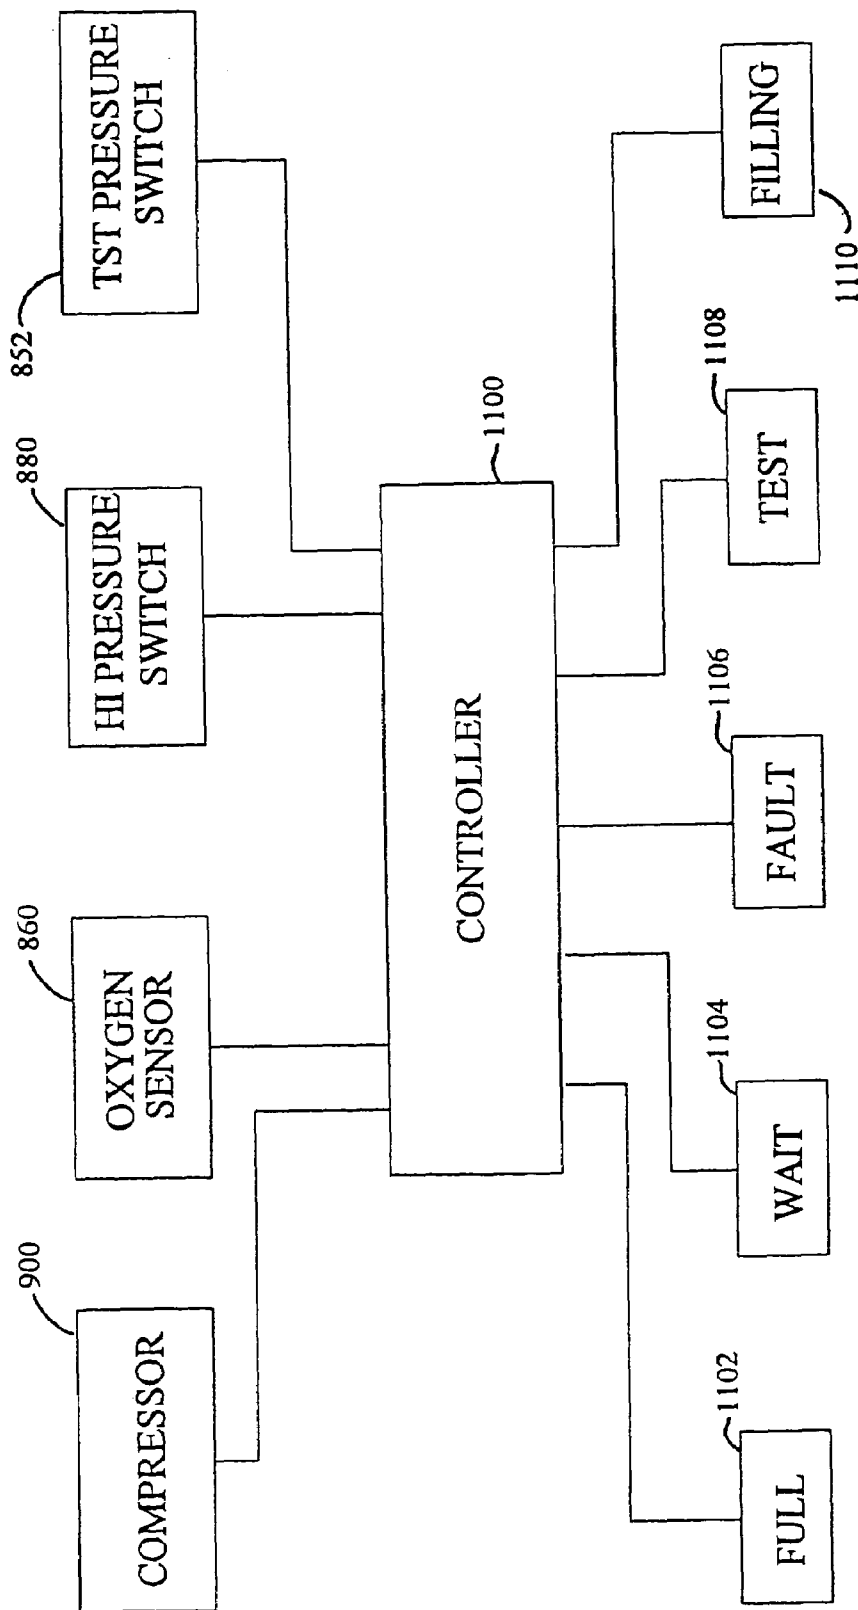 900
COMPRESSOR
860
OXYGEN
SENSOR
880
HI PRESSURE
SWITCH
852
TST PRESSURE
SWITCH
1100
CONTROLLER
1102
FULL
1104
WAIT
1106
FAULT
1108
TEST
1110
FILLING